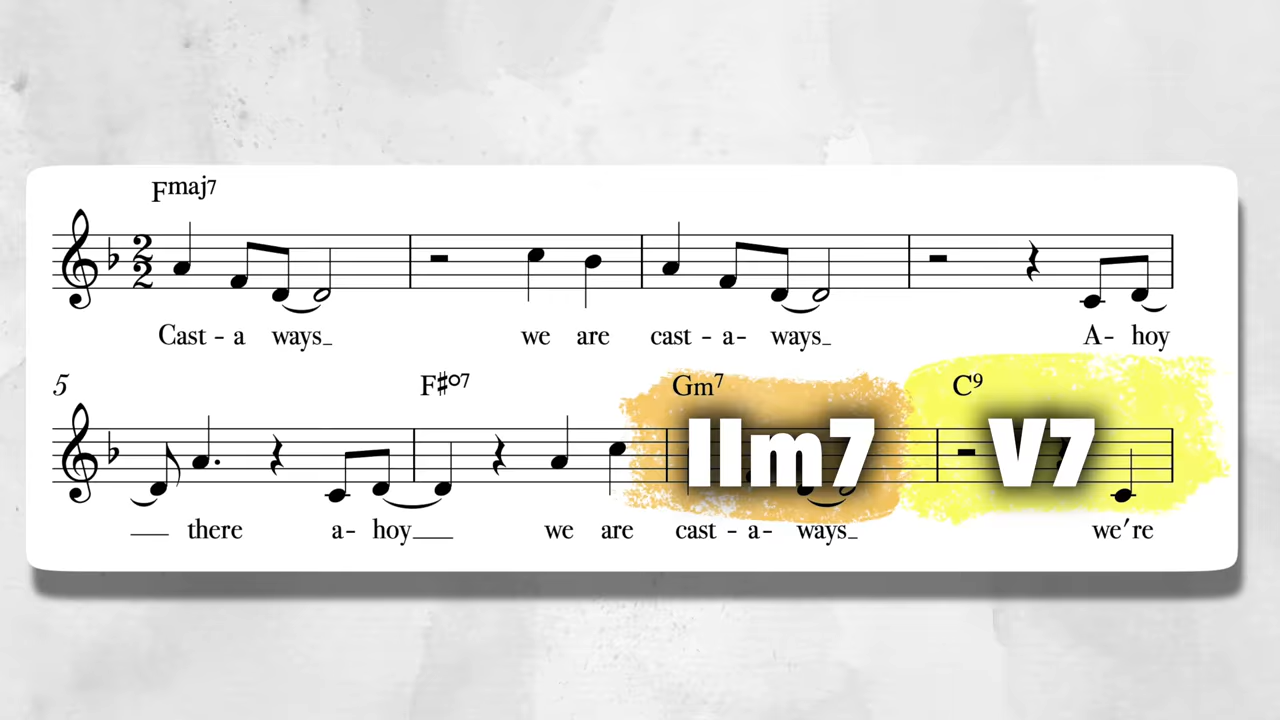 Fmaj7
2
2
Cast - a ways_ we are cast - a- ways_ A- hoy
5 F#o7 Gm7 C9
IIm7 V7
__ there a- hoy__ we are cast - a- ways_ we're